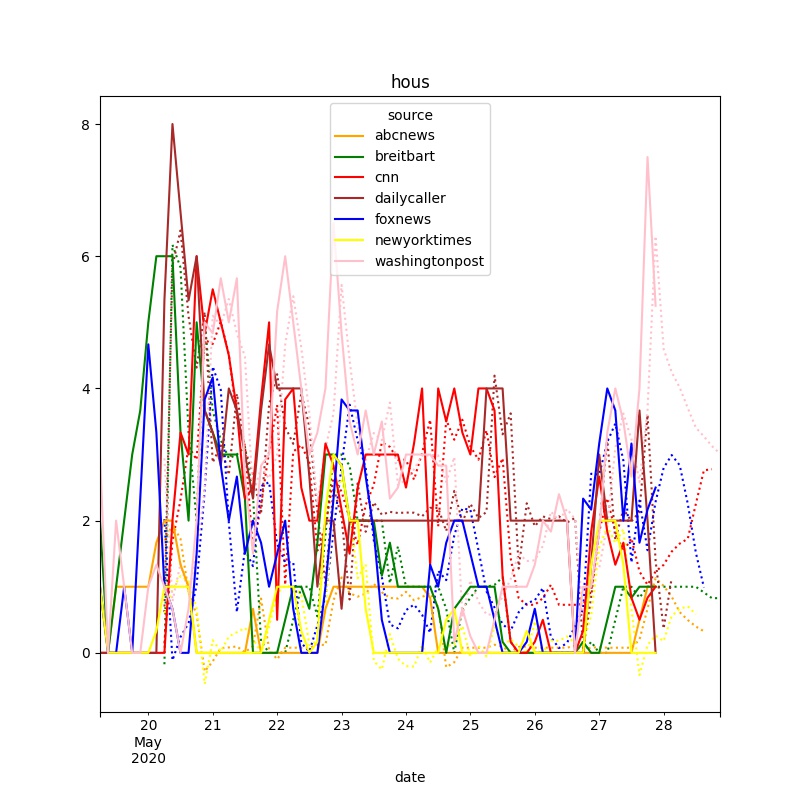 hous
source
abcnews
breitbart
cnn
dailycaller
foxnews
newyorktimes
washingtonpost
8
6
4
2
0
20 21 22 23 24 25 26 27 28
May
2020
date